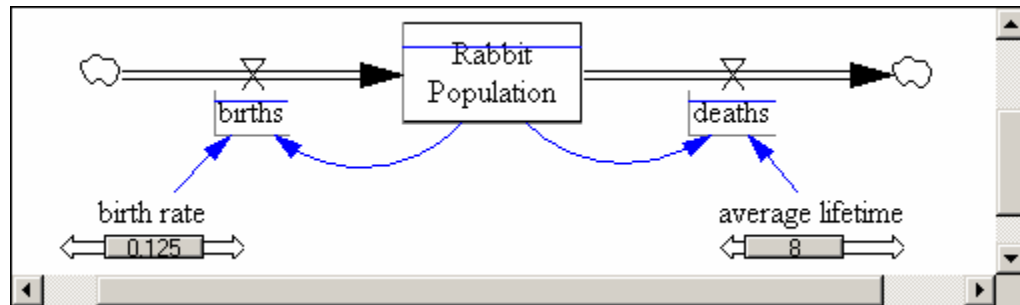 Rabbit
Population
births
deaths
birth rate
average lifetime
0.125
8